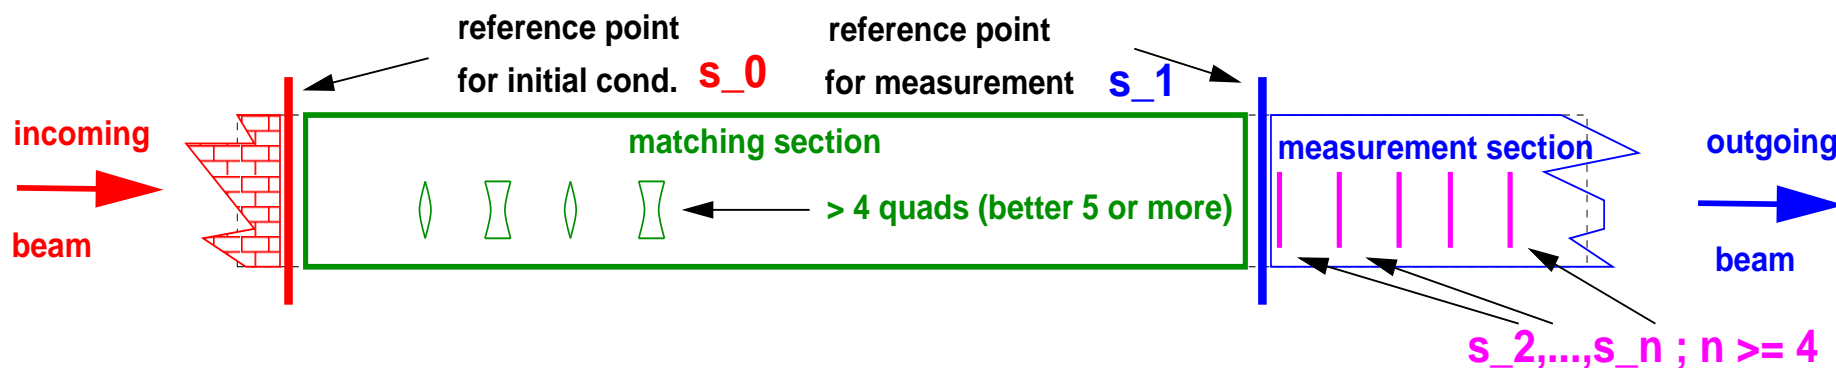 reference point
for initial cond. s_0
reference point
for measurement s_1
incoming
beam
matching section
> 4 quads (better 5 or more)
measurement section
outgoing
beam
s_2,...,s_n ; n >= 4